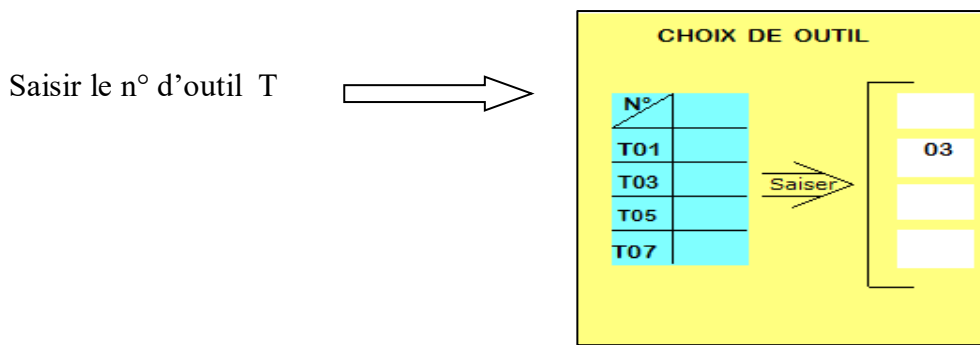 CHOIX DE OUTIL
Saisir le n° d'outil T
N°
T01
03
T03
Saiser
T05
T07